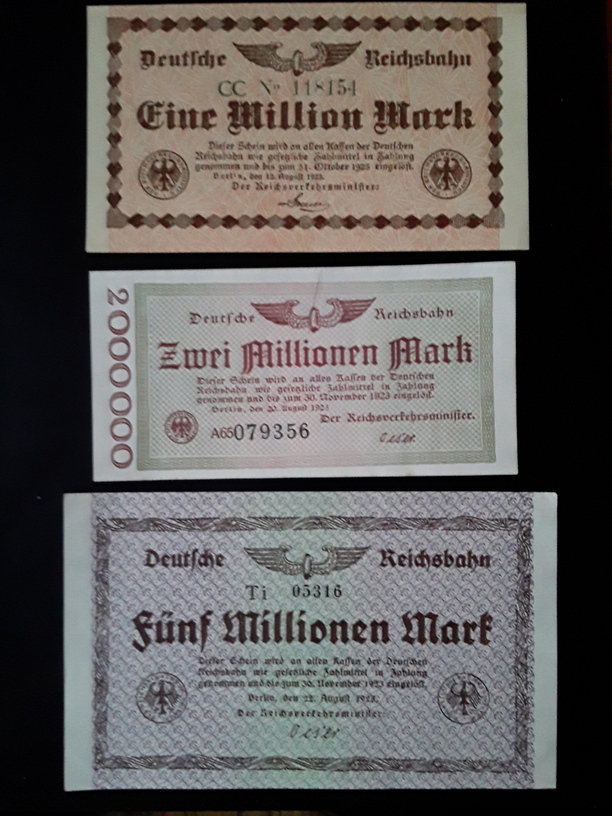 Deutsche Reichsbahn
CC No 118154
Eine Million Mark
Dieser Schein wird an allen Kassen der Deutschen
Reichsbahn wie gesetzliche Zahlmittel in Zahlung
genommen und bis zum 31. Oktober 1923 eingelöst.
Berlin, den 12. August 1923.
Der Reichsverkehrsminister:
2000000
Deutsche Reichsbahn
Zwei Millionen Mark
Dieser Schein wird an allen Kassen der Deutschen
Reichsbahn wie gesetzliche Zahlmittel in Zahlung
genommen und bis zum 30. November 1923 eingelöst.
Berlin, den 20. August 1923
Der Reichsverkehrsminister.
A65079356
Oeser
Deutsche Reichsbahn
Ti 05316
Fünf Millionen Mark
Dieser Schein wird an allen Kassen der Deutschen
Reichsbahn wie gesetzliche Zahlmittel in Zahlung
genommen und bis zum 30. November 1923 eingelöst.
Berlin, den 22. August 1923.
Der Reichsverkehrsminister:
Oeser